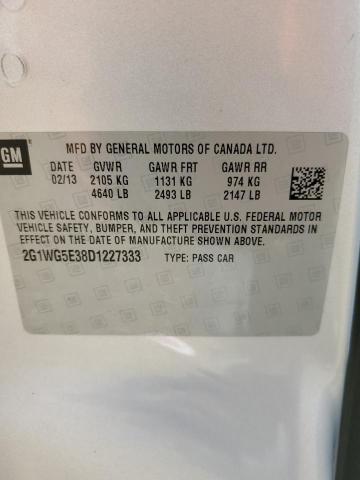 GM
MFD BY GENERAL MOTORS OF CANADA LTD.
DATE GVWR GAWR FRT GAWR RR
02/13 2105 KG 1131 KG 974 KG
4640 LB 2493 LB 2147 LB
THIS VEHICLE CONFORMS TO ALL APPLICABLE U.S. FEDERAL MOTOR
VEHICLE SAFETY, BUMPER, AND THEFT PREVENTION STANDARDS IN
EFFECT ON THE DATE OF MANUFACTURE SHOWN ABOVE.
2G1WG5E38D1227333 TYPE: PASS CAR